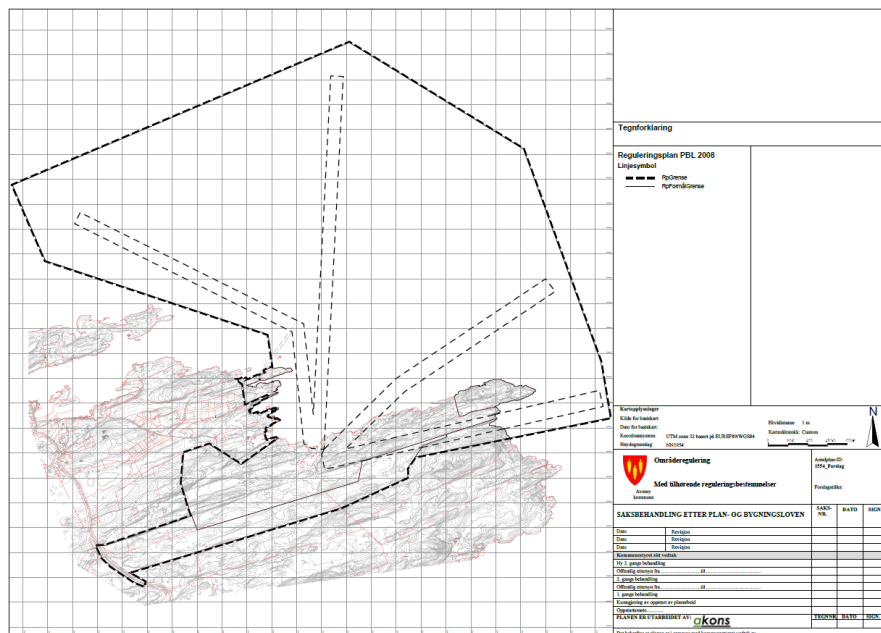 Tegnforklaring
Reguleringsplan PBL 2008
Linjesymbol
RpGrense
RpFormålGrense
Kartopplysninger
Kilde for basiskart:
Dato for basiskart:
Koordinatsystem: UTM sone 32 basert på EUREF89/WGS84
Høydegrunnlag: NN1954
Ekvidistanse 1 m
Kartmålestokk: Custom
N
Områderegulering
Med tilhørende reguleringsbestemmelser
Averøy
kommune
Arealplan-ID:
1554_Forslag
Forslagstiller:
SAKSBEHANDLING ETTER PLAN- OG BYGNINGSLOVEN
SAKS-
NR.
DATO
SIGN
Dato Revisjon
Dato Revisjon
Dato Revisjon
Kommunestyret sitt vedtak
Ny 2. gangs behandling
Offentlig ettersyn fra til
2. gangs behandling
Offentlig ettersyn fra til
1. gangs behandling
Kunngjøring av oppstart av planarbeid
Oppstartsmøte
PLANEN ER UTARBEIDET AV: akons
TEGNNR. DATO SIGN.